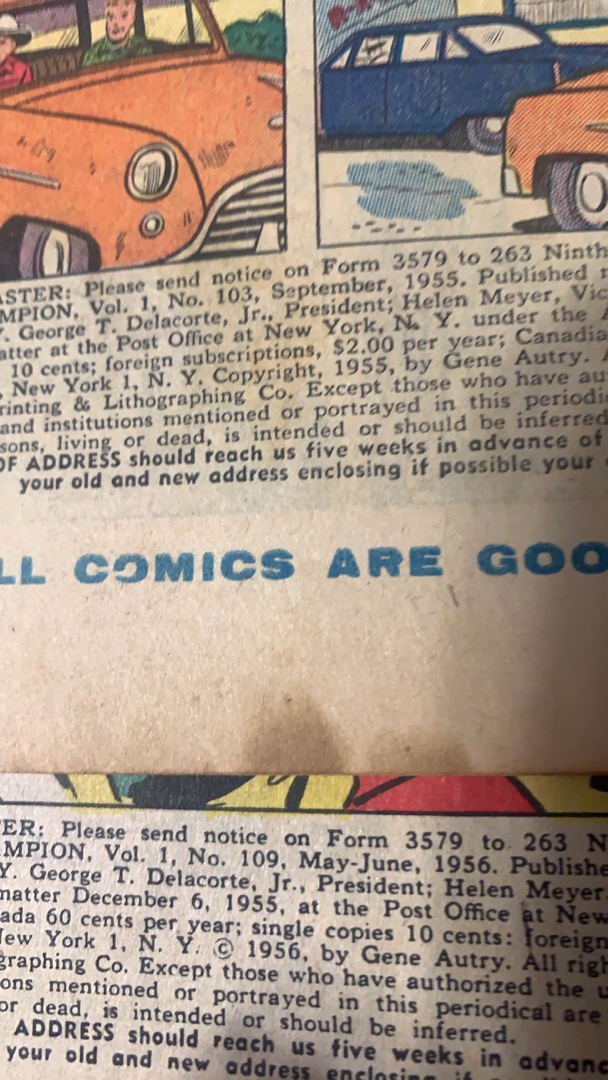 ASTER: Please send notice on Form 3579 to 263 Ninth
MPION, Vol. 1, No. 103, September, 1955. Published
Y. George T. Delacorte, Jr., President; Helen Meyer, Vic
atter at the Post Office at New York, N. Y. under the
10 cents; foreign subscriptions, $2.00 per year; Canadia
, New York 1, N. Y. Copyright, 1955, by Gene Autry.
rinting & Lithographing Co. Except those who have au
and institutions mentioned or portrayed in this periodi
sons, living or dead, is intended or should be inferred
OF ADDRESS should reach us five weeks in advance of
your old and new address enclosing if possible your
LL COMICS ARE GOO
ER: Please send notice on Form 3579 to 263 N
MPION, Vol. 1, No. 109, May-June, 1956. Publishe
Y. George T. Delacorte, Jr., President; Helen Meyer
matter December 6, 1955, at the Post Office at New
ada 60 cents per year; single copies 10 cents: foreign
New York 1, N. Y. © 1956, by Gene Autry. All righ
graphing Co. Except those who have authorized the u
ons mentioned or portrayed in this periodical are
or dead, is intended or should be inferred.
ADDRESS should reach us five weeks in advanc
your old and new address enclosing if